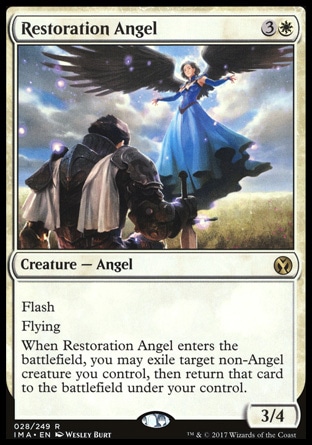 Restoration Angel 3
Creature — Angel
Flash
Flying
When Restoration Angel enters the
battlefield, you may exile target non-Angel
creature you control, then return that card
to the battlefield under your control.
028/249 R
IMA • EN Wesley Burt
™ & © 2017 Wizards of the Coast
3/4